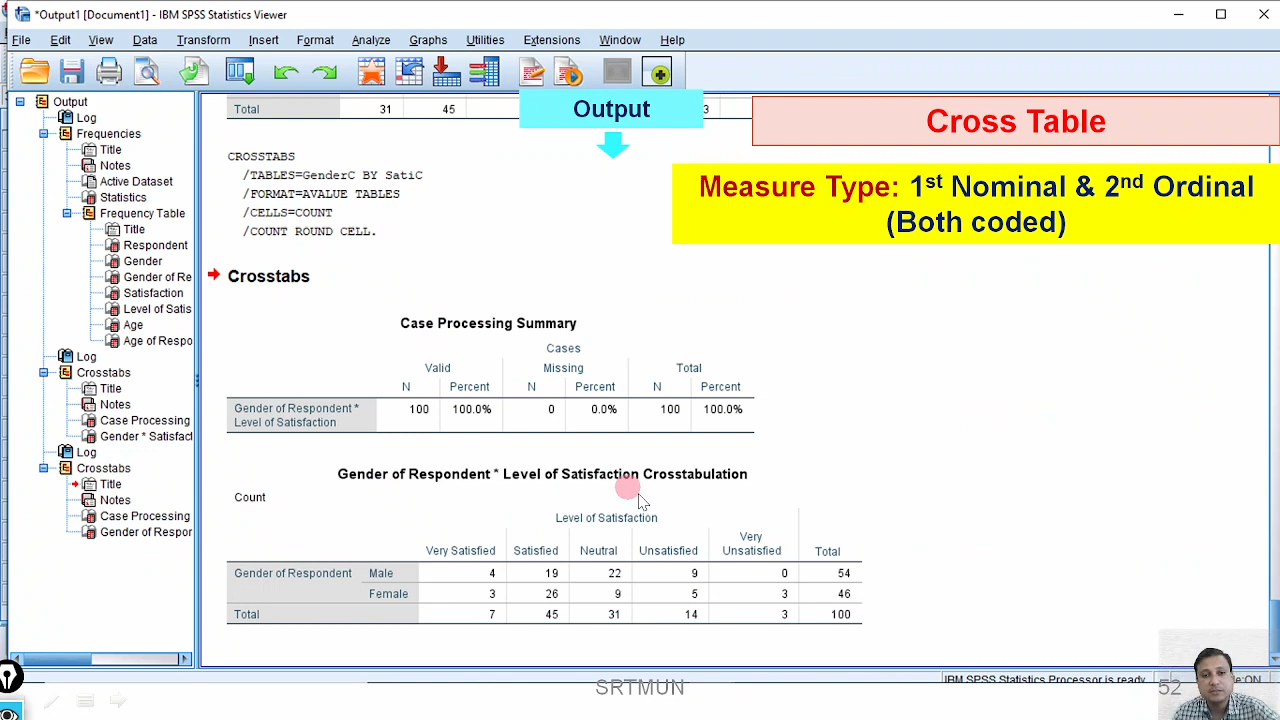 *Output1 [Document1] - IBM SPSS Statistics Viewer
File Edit View Data Transform Insert Format Analyze Graphs Utilities Extensions Window Help
Output
Log
Frequencies
Title
Notes
Active Dataset
Statistics
Frequency Table
Title
Respondent
Gender
Gender of Re
Satisfaction
Level of Satis
Age
Age of Respo
Log
Crosstabs
Title
Notes
Case Processing
Gender * Satisfact
Log
Crosstabs
Title
Notes
Case Processing
Gender of Respor
Total 31 45 3
Output
Cross Table
Measure Type: 1st Nominal & 2nd Ordinal
(Both coded)
CROSSTABS
/TABLES=GenderC BY SatiC
/FORMAT=AVALUE TABLES
/CELLS=COUNT
/COUNT ROUND CELL.
Crosstabs
Case Processing Summary
Cases
Valid Missing Total
N Percent N Percent N Percent
Gender of Respondent * 100 100.0% 0 0.0% 100 100.0%
Level of Satisfaction
Gender of Respondent * Level of Satisfaction Crosstabulation
Count
Level of Satisfaction
Very Satisfied Satisfied Neutral Unsatisfied Very Unsatisfied Total
Gender of Respondent Male 4 19 22 9 0 54
Female 3 26 9 5 3 46
Total 7 45 31 14 3 100
IBM SPSS Statistics Processor is ready
SRTMUN
52
:ON